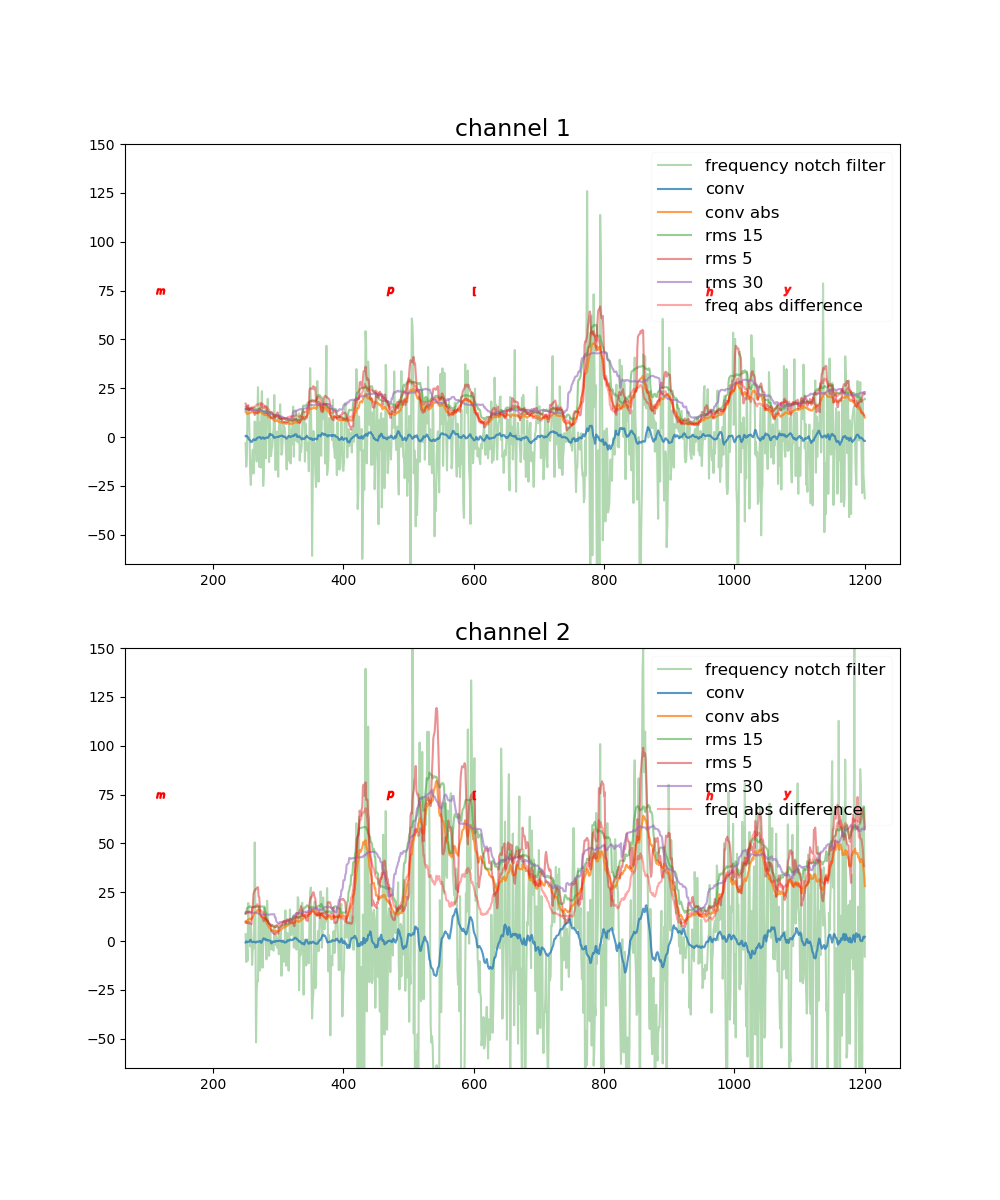 channel 1
150
125
100
75
50
25
0
−25
−50
frequency notch filter
conv
conv abs
rms 15
rms 5
rms 30
freq abs difference
m p [ h y
200 400 600 800 1000 1200
channel 2
150
125
100
75
50
25
0
−25
−50
frequency notch filter
conv
conv abs
rms 15
rms 5
rms 30
freq abs difference
m p h y
200 400 600 800 1000 1200